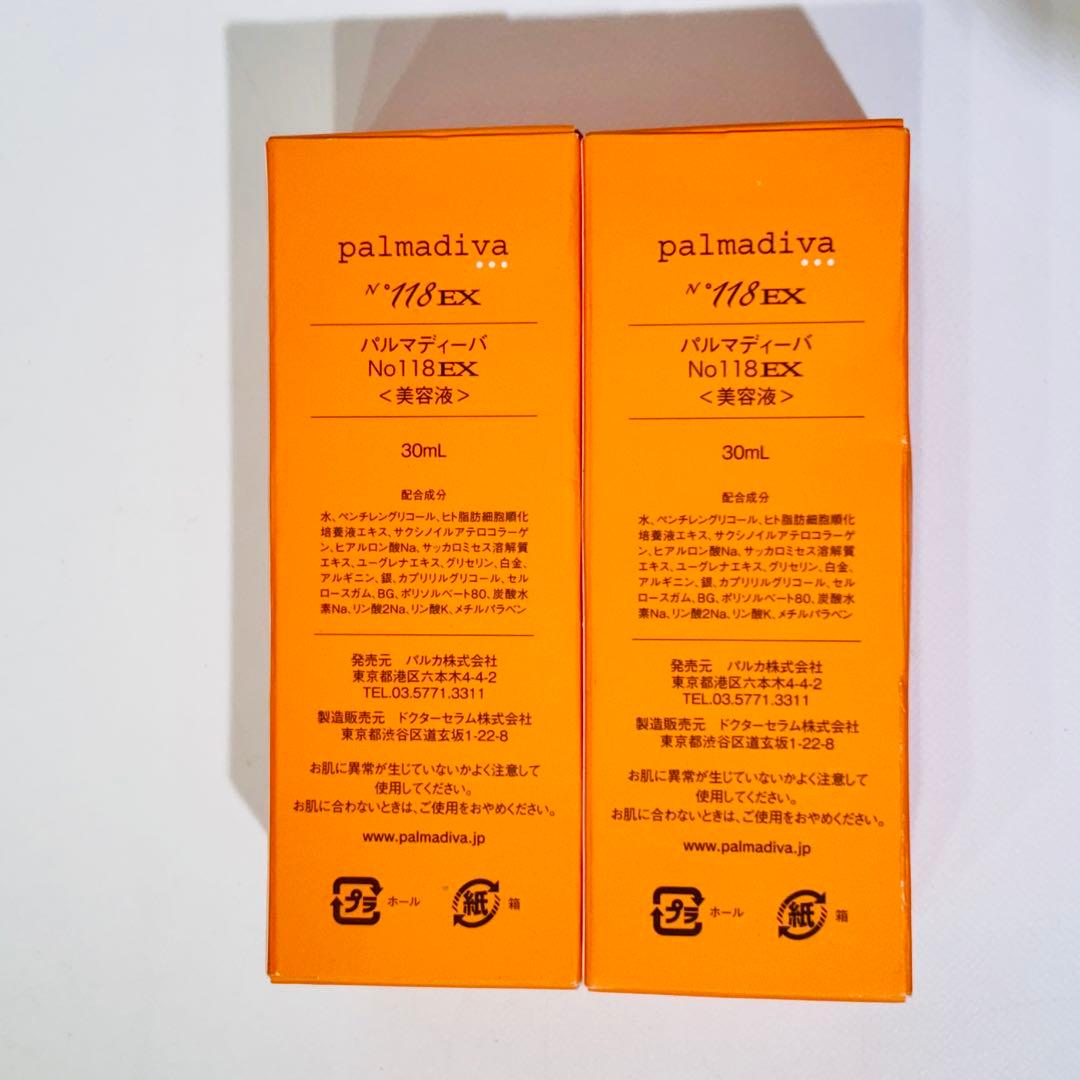 palmadiva
N°118EX
パルマディーバ
No118EX
＜美容液＞
30mL
配合成分
水、ペンチレングリコール、ヒト脂肪細胞順化
培養液エキス、サクシノイルアテロコラーゲ
ン、ヒアルロン酸Na、サッカロミセス溶解質
エキス、ユーグレナエキス、グリセリン、白金、
アルギニン、銀、カプリリルグリコール、セル
ロースガム、BG、ポリソルベート80、炭酸水
素Na、リン酸2Na、リン酸K、メチルパラベン
発売元　パルカ株式会社
東京都港区六本木4-4-2
TEL.03.5771.3311
製造販売元　ドクターセラム株式会社
東京都渋谷区道玄坂1-22-8
お肌に異常が生じていないかよく注意して
使用してください。
お肌に合わないときは、ご使用をおやめください。
www.palmadiva.jp
プラ ホール 紙 箱
palmadiva
N°118EX
パルマディーバ
No118EX
＜美容液＞
30mL
配合成分
水、ペンチレングリコール、ヒト脂肪細胞順化
培養液エキス、サクシノイルアテロコラーゲ
ン、ヒアルロン酸Na、サッカロミセス溶解質
エキス、ユーグレナエキス、グリセリン、白金、
アルギニン、銀、カプリリルグリコール、セル
ロースガム、BG、ポリソルベート80、炭酸水
素Na、リン酸2Na、リン酸K、メチルパラベン
発売元　パルカ株式会社
東京都港区六本木4-4-2
TEL.03.5771.3311
製造販売元　ドクターセラム株式会社
東京都渋谷区道玄坂1-22-8
お肌に異常が生じていないかよく注意して
使用してください。
お肌に合わないときは、ご使用をおやめください。
www.palmadiva.jp
プラ ホール 紙 箱